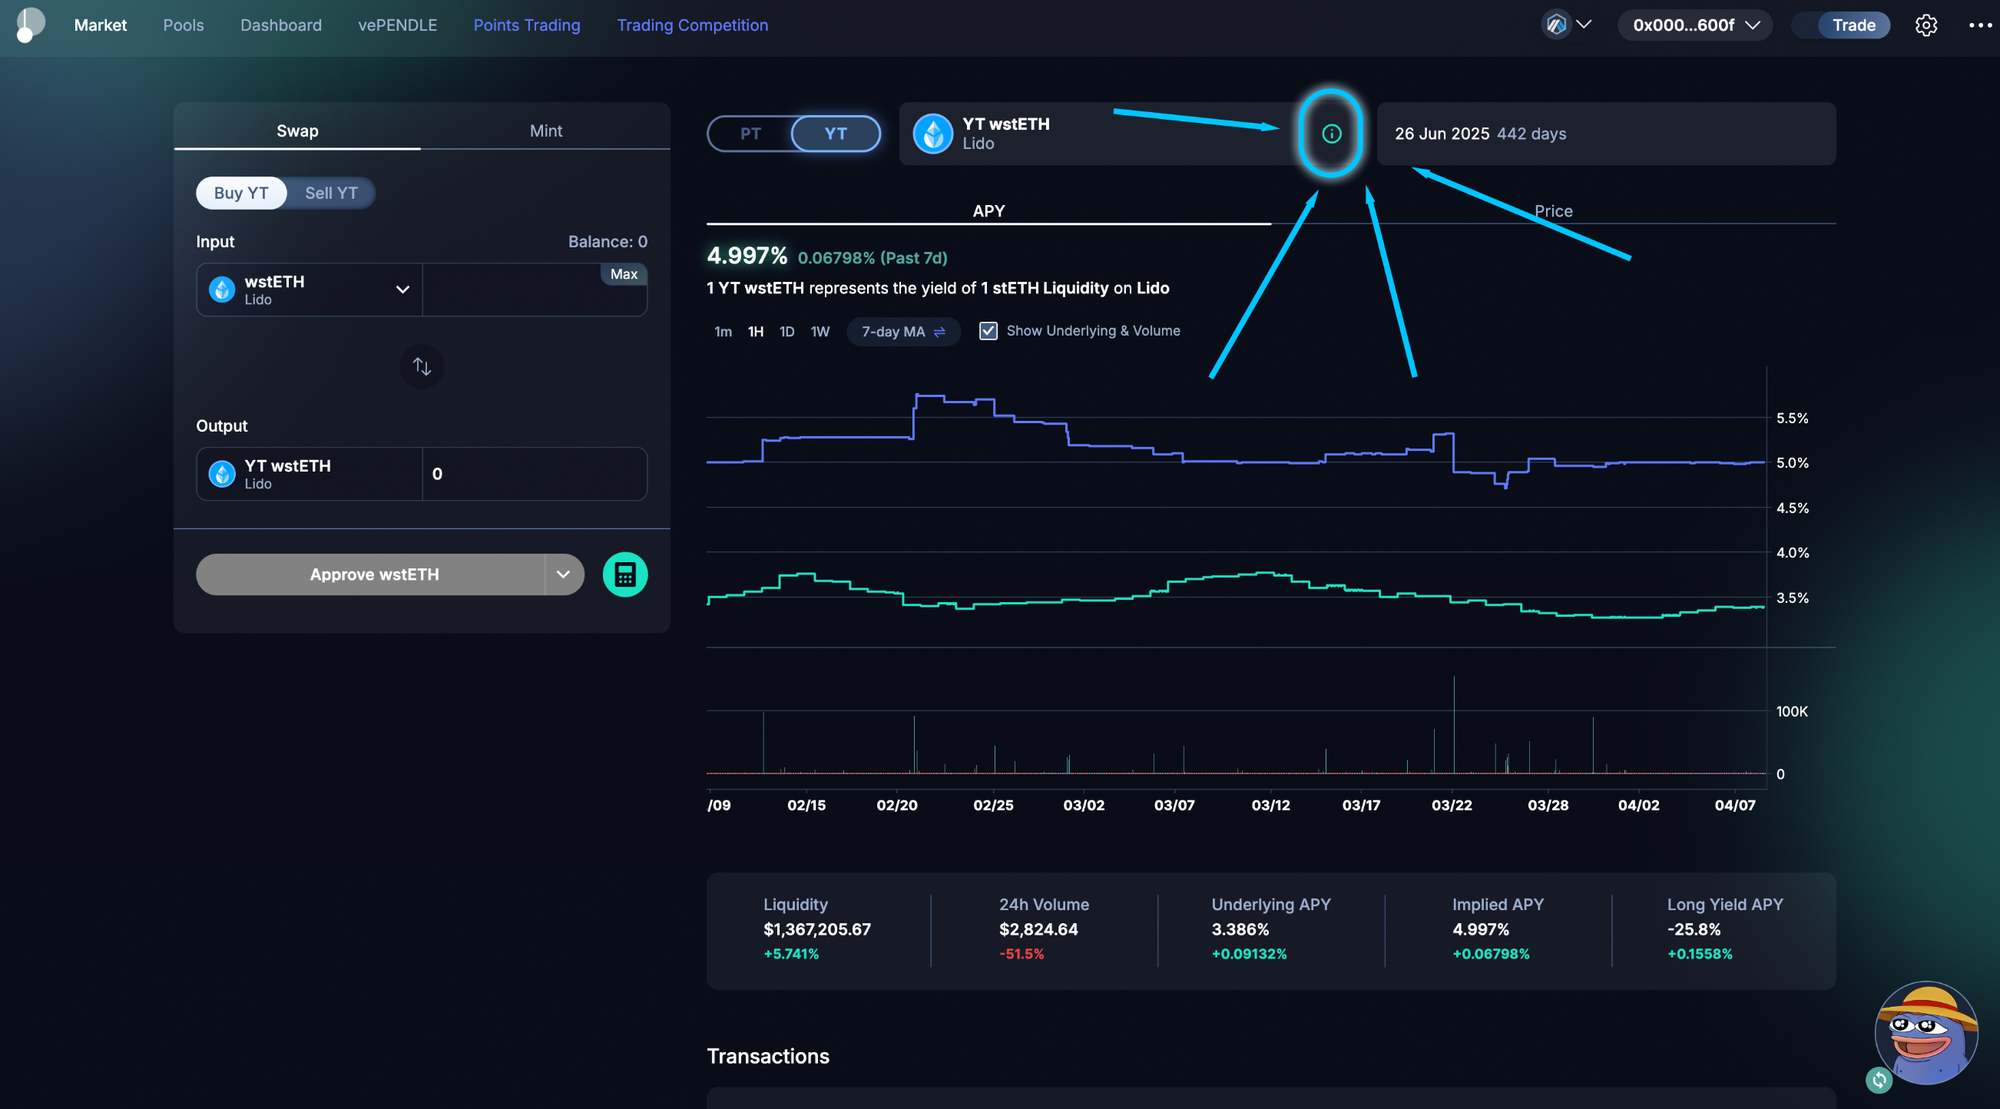 Market Pools Dashboard vePENDLE Points Trading Trading Competition 0x000...600f Trade
Swap Mint
Buy YT Sell YT
Input Balance: 0
wstETH
Lido
Max
Output
YT wstETH
Lido
0
Approve wstETH
PT YT
YT wstETH
Lido
26 Jun 2025 442 days
APY Price
4.997% 0.06798% (Past 7d)
1 YT wstETH represents the yield of 1 stETH Liquidity on Lido
1m 1H 1D 1W 7-day MA Show Underlying & Volume
5.5%
5.0%
4.5%
4.0%
3.5%
100K
0
/09 02/15 02/20 02/25 03/02 03/07 03/12 03/17 03/22 03/28 04/02 04/07
Liquidity 24h Volume Underlying APY Implied APY Long Yield APY
$1,367,205.67 $2,824.64 3.386% 4.997% -25.8%
+5.741% -51.5% +0.09132% +0.06798% +0.1558%
Transactions